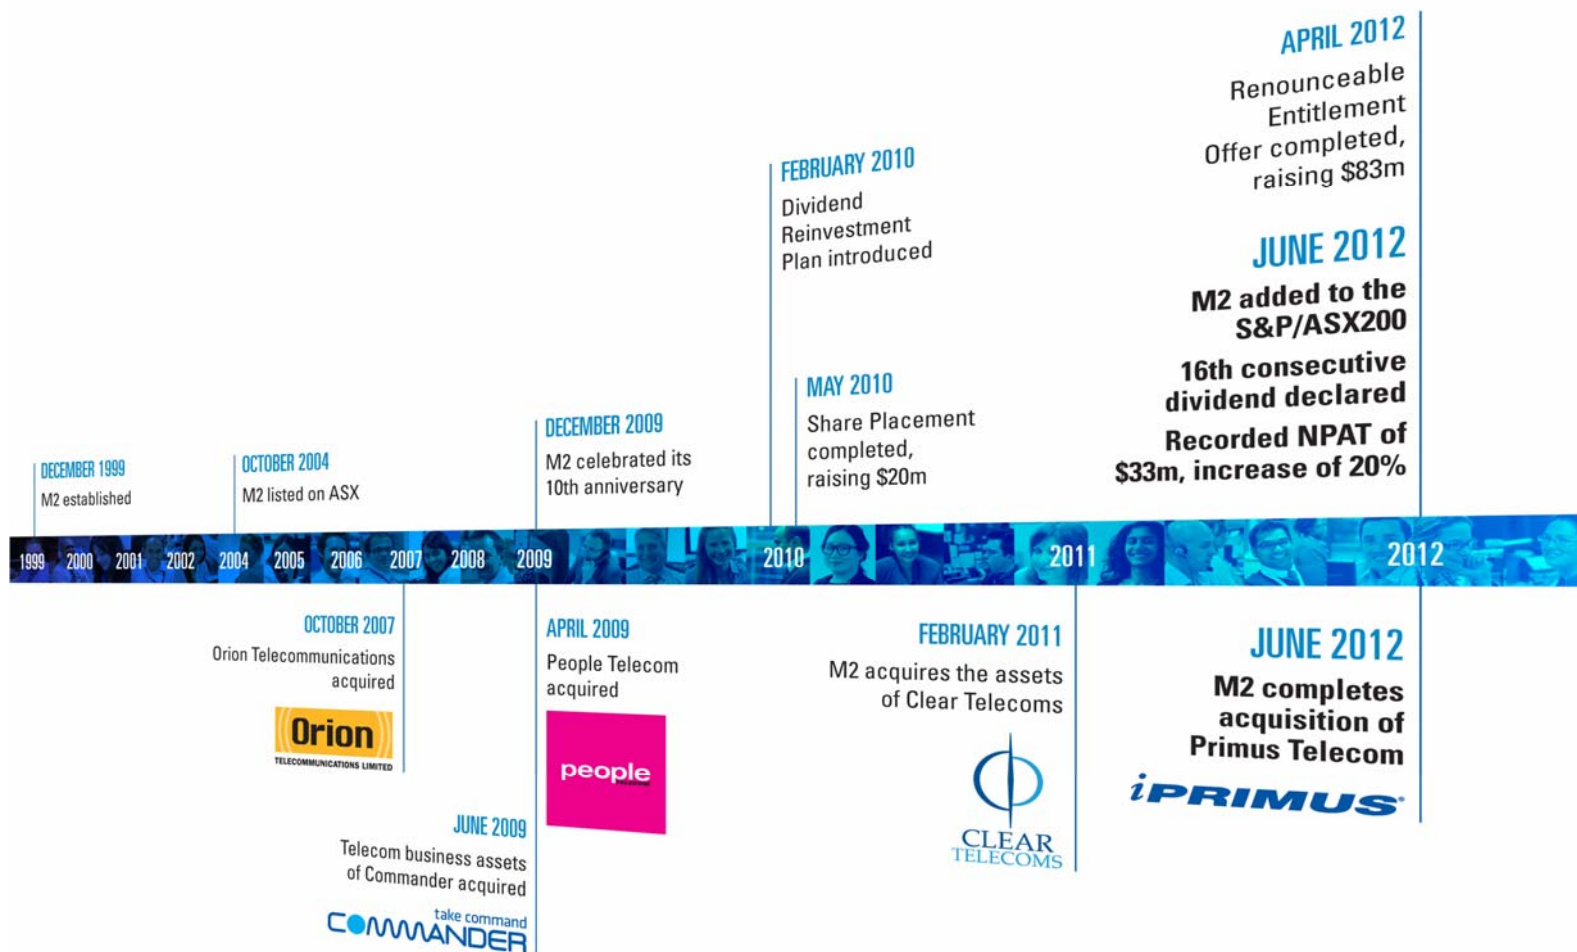 APRIL 2012
Renounceable
Entitlement
Offer completed,
raising $83m
JUNE 2012
M2 added to the
S&P/ASX200
16th consecutive
dividend declared
Recorded NPAT of
$33m, increase of 20%
FEBRUARY 2010
Dividend
Reinvestment
Plan introduced
MAY 2010
Share Placement
completed,
raising $20m
DECEMBER 2009
M2 celebrated its
10th anniversary
OCTOBER 2004
M2 listed on ASX
DECEMBER 1999
M2 established
1999 2000 2001 2002 2004 2005 2006 2007 2008 2009 2010 2011 2012
OCTOBER 2007
Orion Telecommunications
acquired
Orion
TELECOMMUNICATIONS LIMITED
JUNE 2009
Telecom business assets
of Commander acquired
take command
COMMANDER
APRIL 2009
People Telecom
acquired
people
telecom
FEBRUARY 2011
M2 acquires the assets
of Clear Telecoms
CLEAR
TELECOMS
JUNE 2012
M2 completes
acquisition of
Primus Telecom
iPRIMUS®